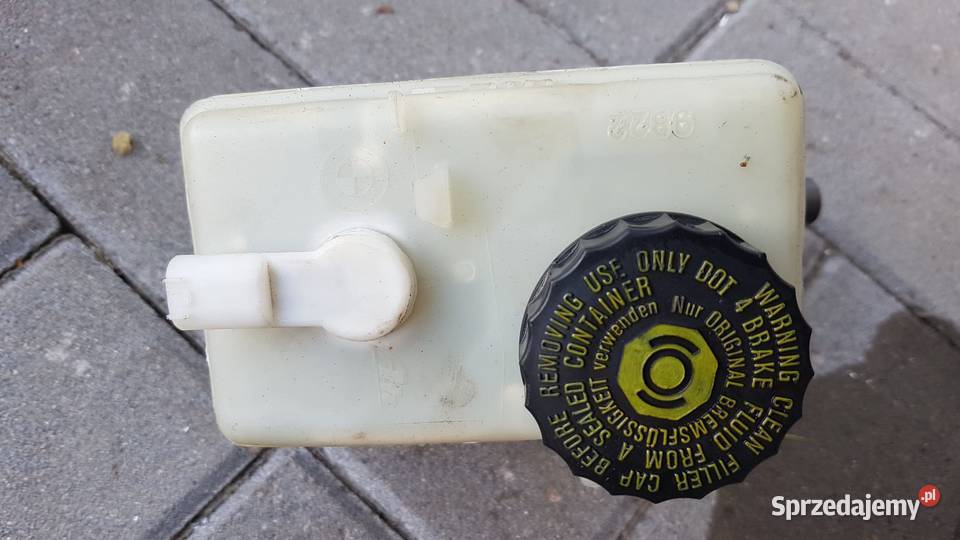 WARNING CLEAN FILLER CAP BEFORE REMOVING USE ONLY DOT
4 BRAKE FLUID FROM A SEALED CONTAINER
Nur ORIGINAL BREMSFLÜSSIGKEIT verwenden
Sprzedajemy.pl